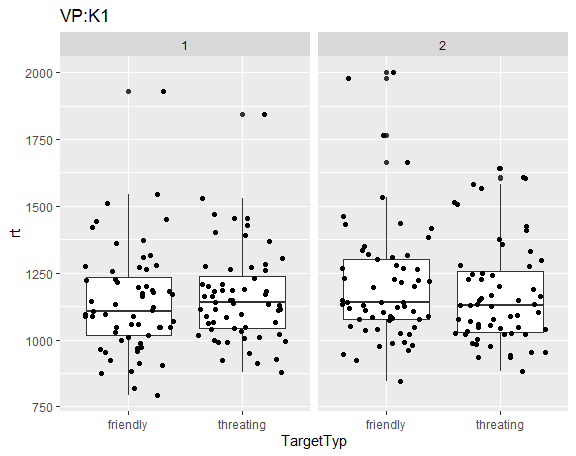 VP:K1
1 2
rt
2000
1750
1500
1250
1000
750
friendly threating friendly threating
TargetTyp